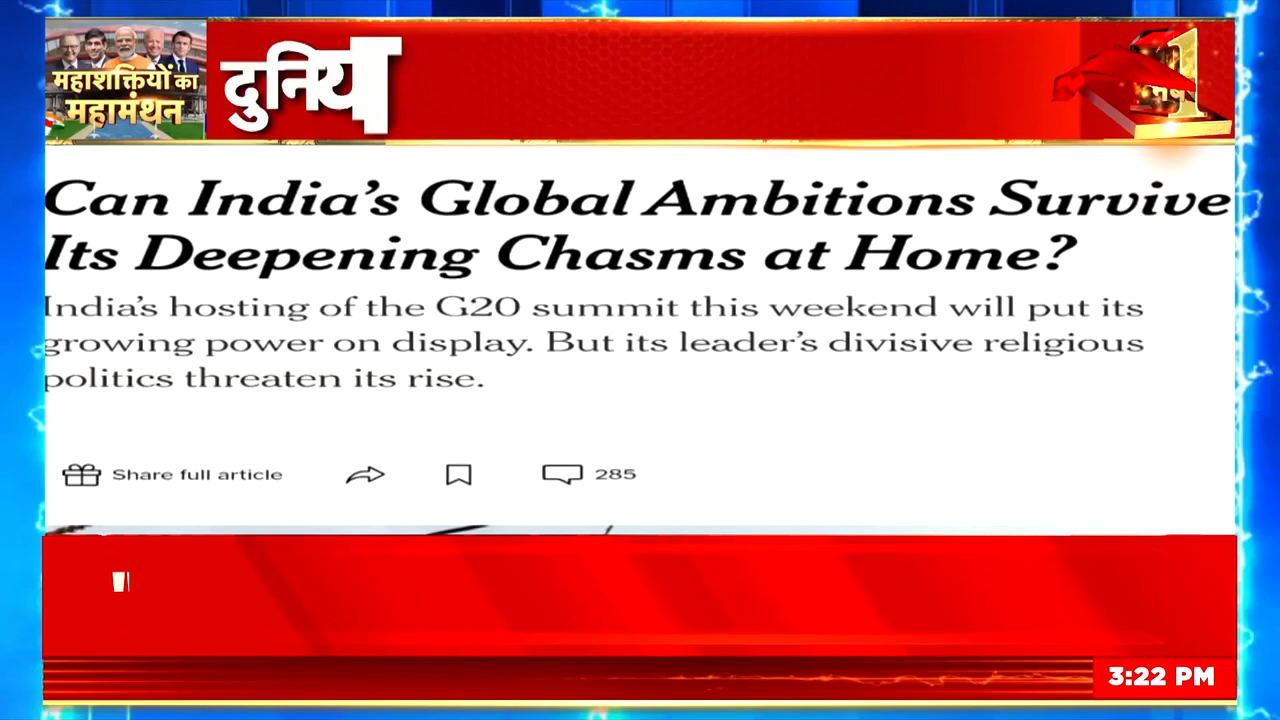 महाशक्तियों का
महामंथन
दुनिया
1
Can India’s Global Ambitions Survive
Its Deepening Chasms at Home?
India’s hosting of the G20 summit this weekend will put its
growing power on display. But its leader’s divisive religious
politics threaten its rise.
Share full article
285
3:22 PM